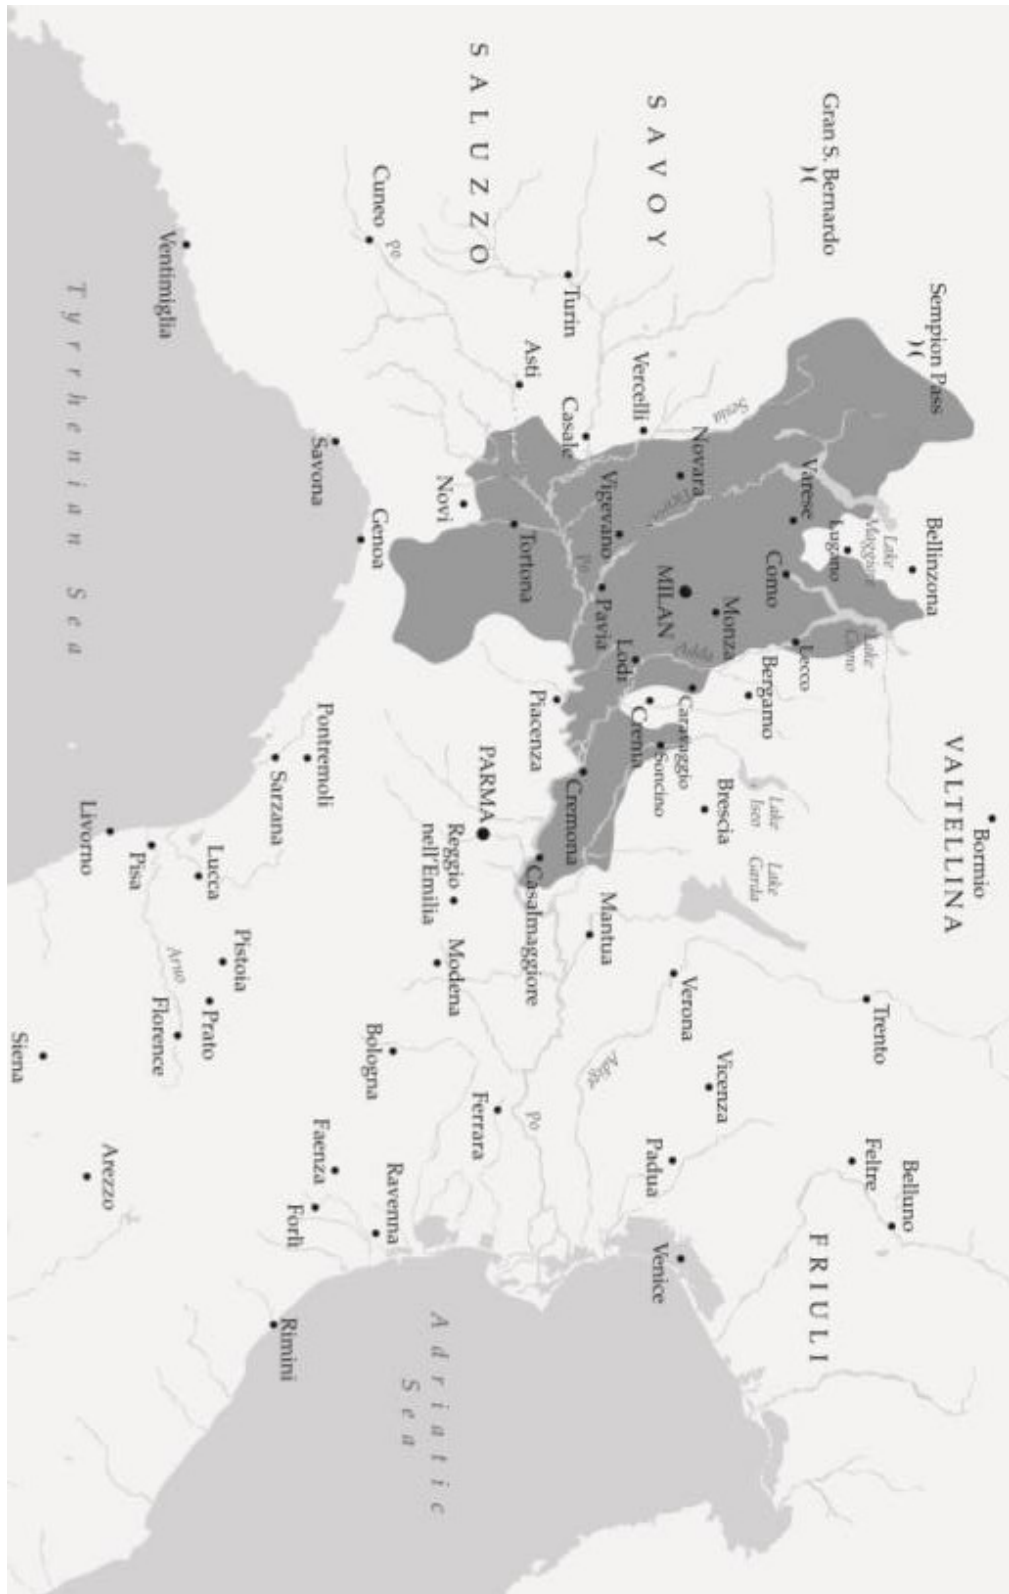 Gran S. Bernardo
Sempion Pass
Bellinzona
VALTELLINA
Bormio
Lake
Maggiore
Lugano
Lake
Como
Varese
Como
Lecco
SAVOY
Sesia
Novara
Vercelli
MILAN
Monza
Bergamo
Adda
Caravaggio
Crema
Soncino
Brescia
Lake
Iseo
Lake
Garda
Trento
Feltre
Belluno
FRIULI
Verona
Vicenza
Padua
Venice
Adige
Turin
Casale
Vigevano
Pavia
Lodi
Po
SALUZZO
Asti
Tortona
Novi
Piacenza
Cremona
PARMA
Casalmaggiore
Mantua
Reggio
nell'Emilia
Modena
Po
Ferrara
Bologna
Cuneo
Po
Genoa
Savona
Ventimiglia
Pontremoli
Sarzana
Lucca
Pisa
Livorno
Pistoia
Prato
Florence
Arno
Siena
Arezzo
Faenza
Forlì
Ravenna
Rimini
Tyrrhenian Sea
Adriatic
Sea